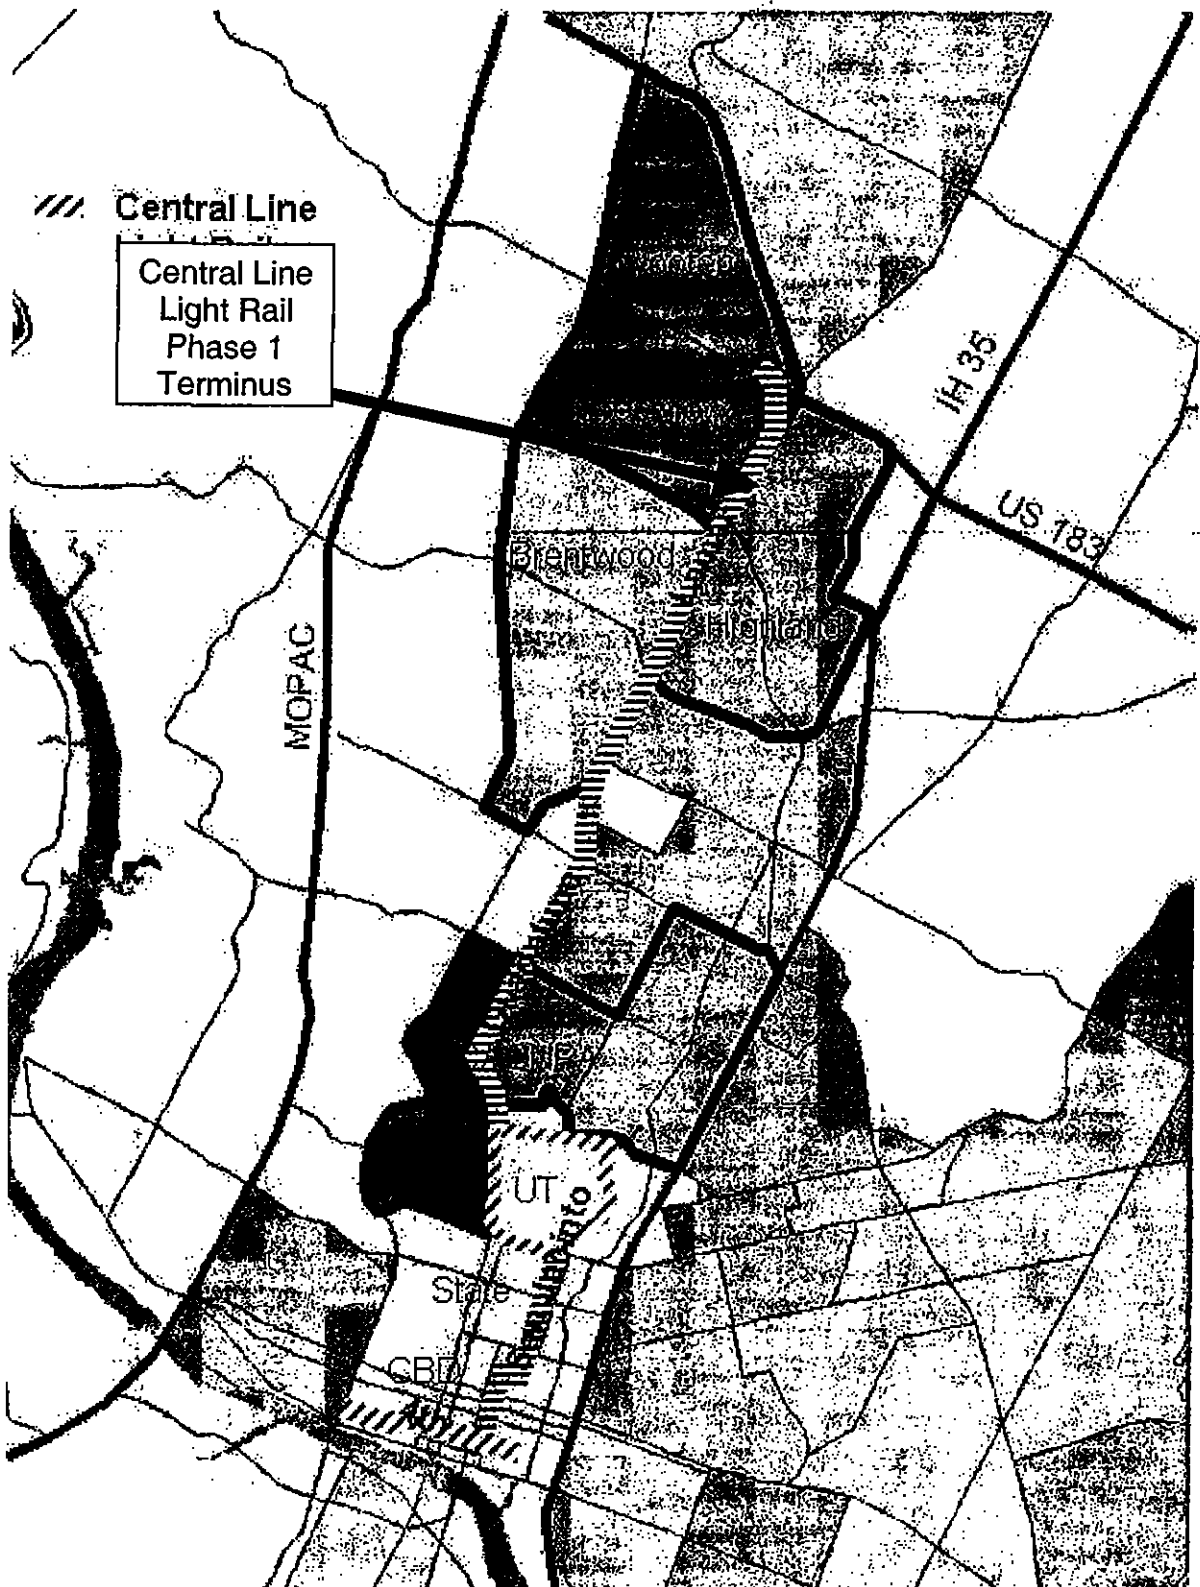 Central Line
Central Line
Light Rail
Phase 1
Terminus
IH 35
US 183
Brentwood
Highland
MOPAC
UT
State
CBD